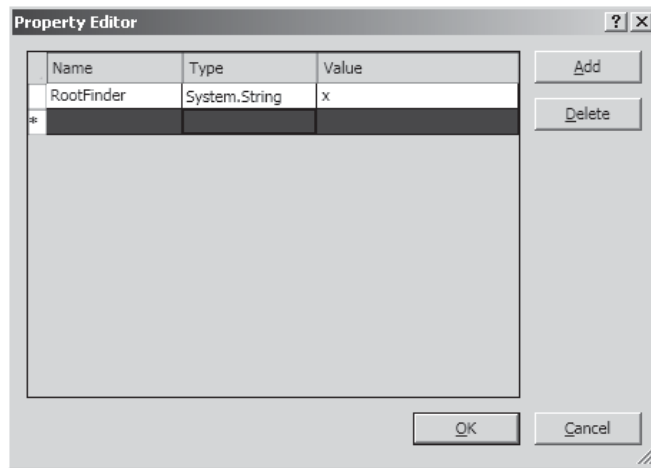 Property Editor ? X
Name Type Value
RootFinder System.String x
*
Add
Delete
OK Cancel